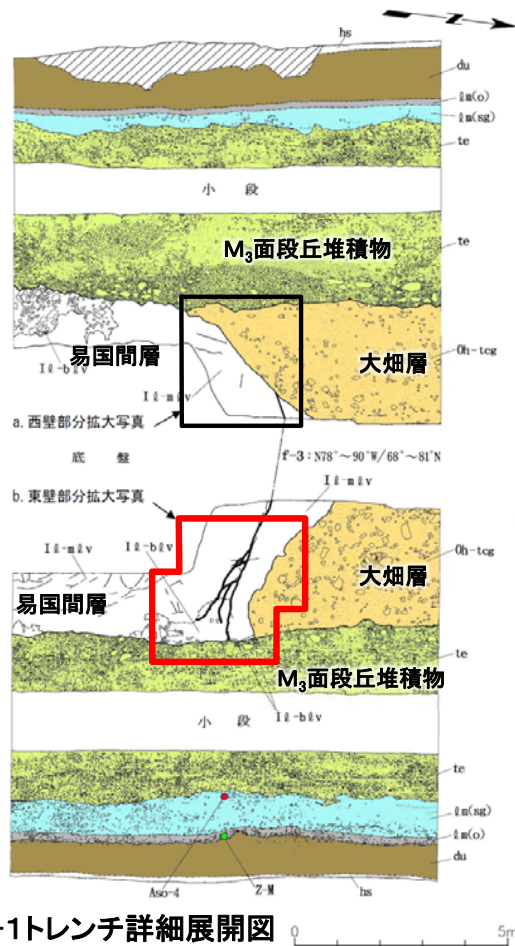 Z
hs
du
ℓm(o)
ℓm(sg)
te
小 段
te
M₃面段丘堆積物
易国間層
大畑層
Oh-tcg
Iℓ-bℓv
Iℓ-mℓv
a. 西壁部分拡大写真
底 盤
f-3:N78°~90°W/68°~81°N
b. 東壁部分拡大写真
Iℓ-mℓv
Iℓ-mℓv
Iℓ-bℓv
Oh-tcg
大畑層
易国間層
te
M₃面段丘堆積物
Iℓ-bℓv
小 段
te
ℓm(sg)
ℓm(o)
du
Aso-4
Z-M
hs
-1トレンチ詳細展開図
0 5m